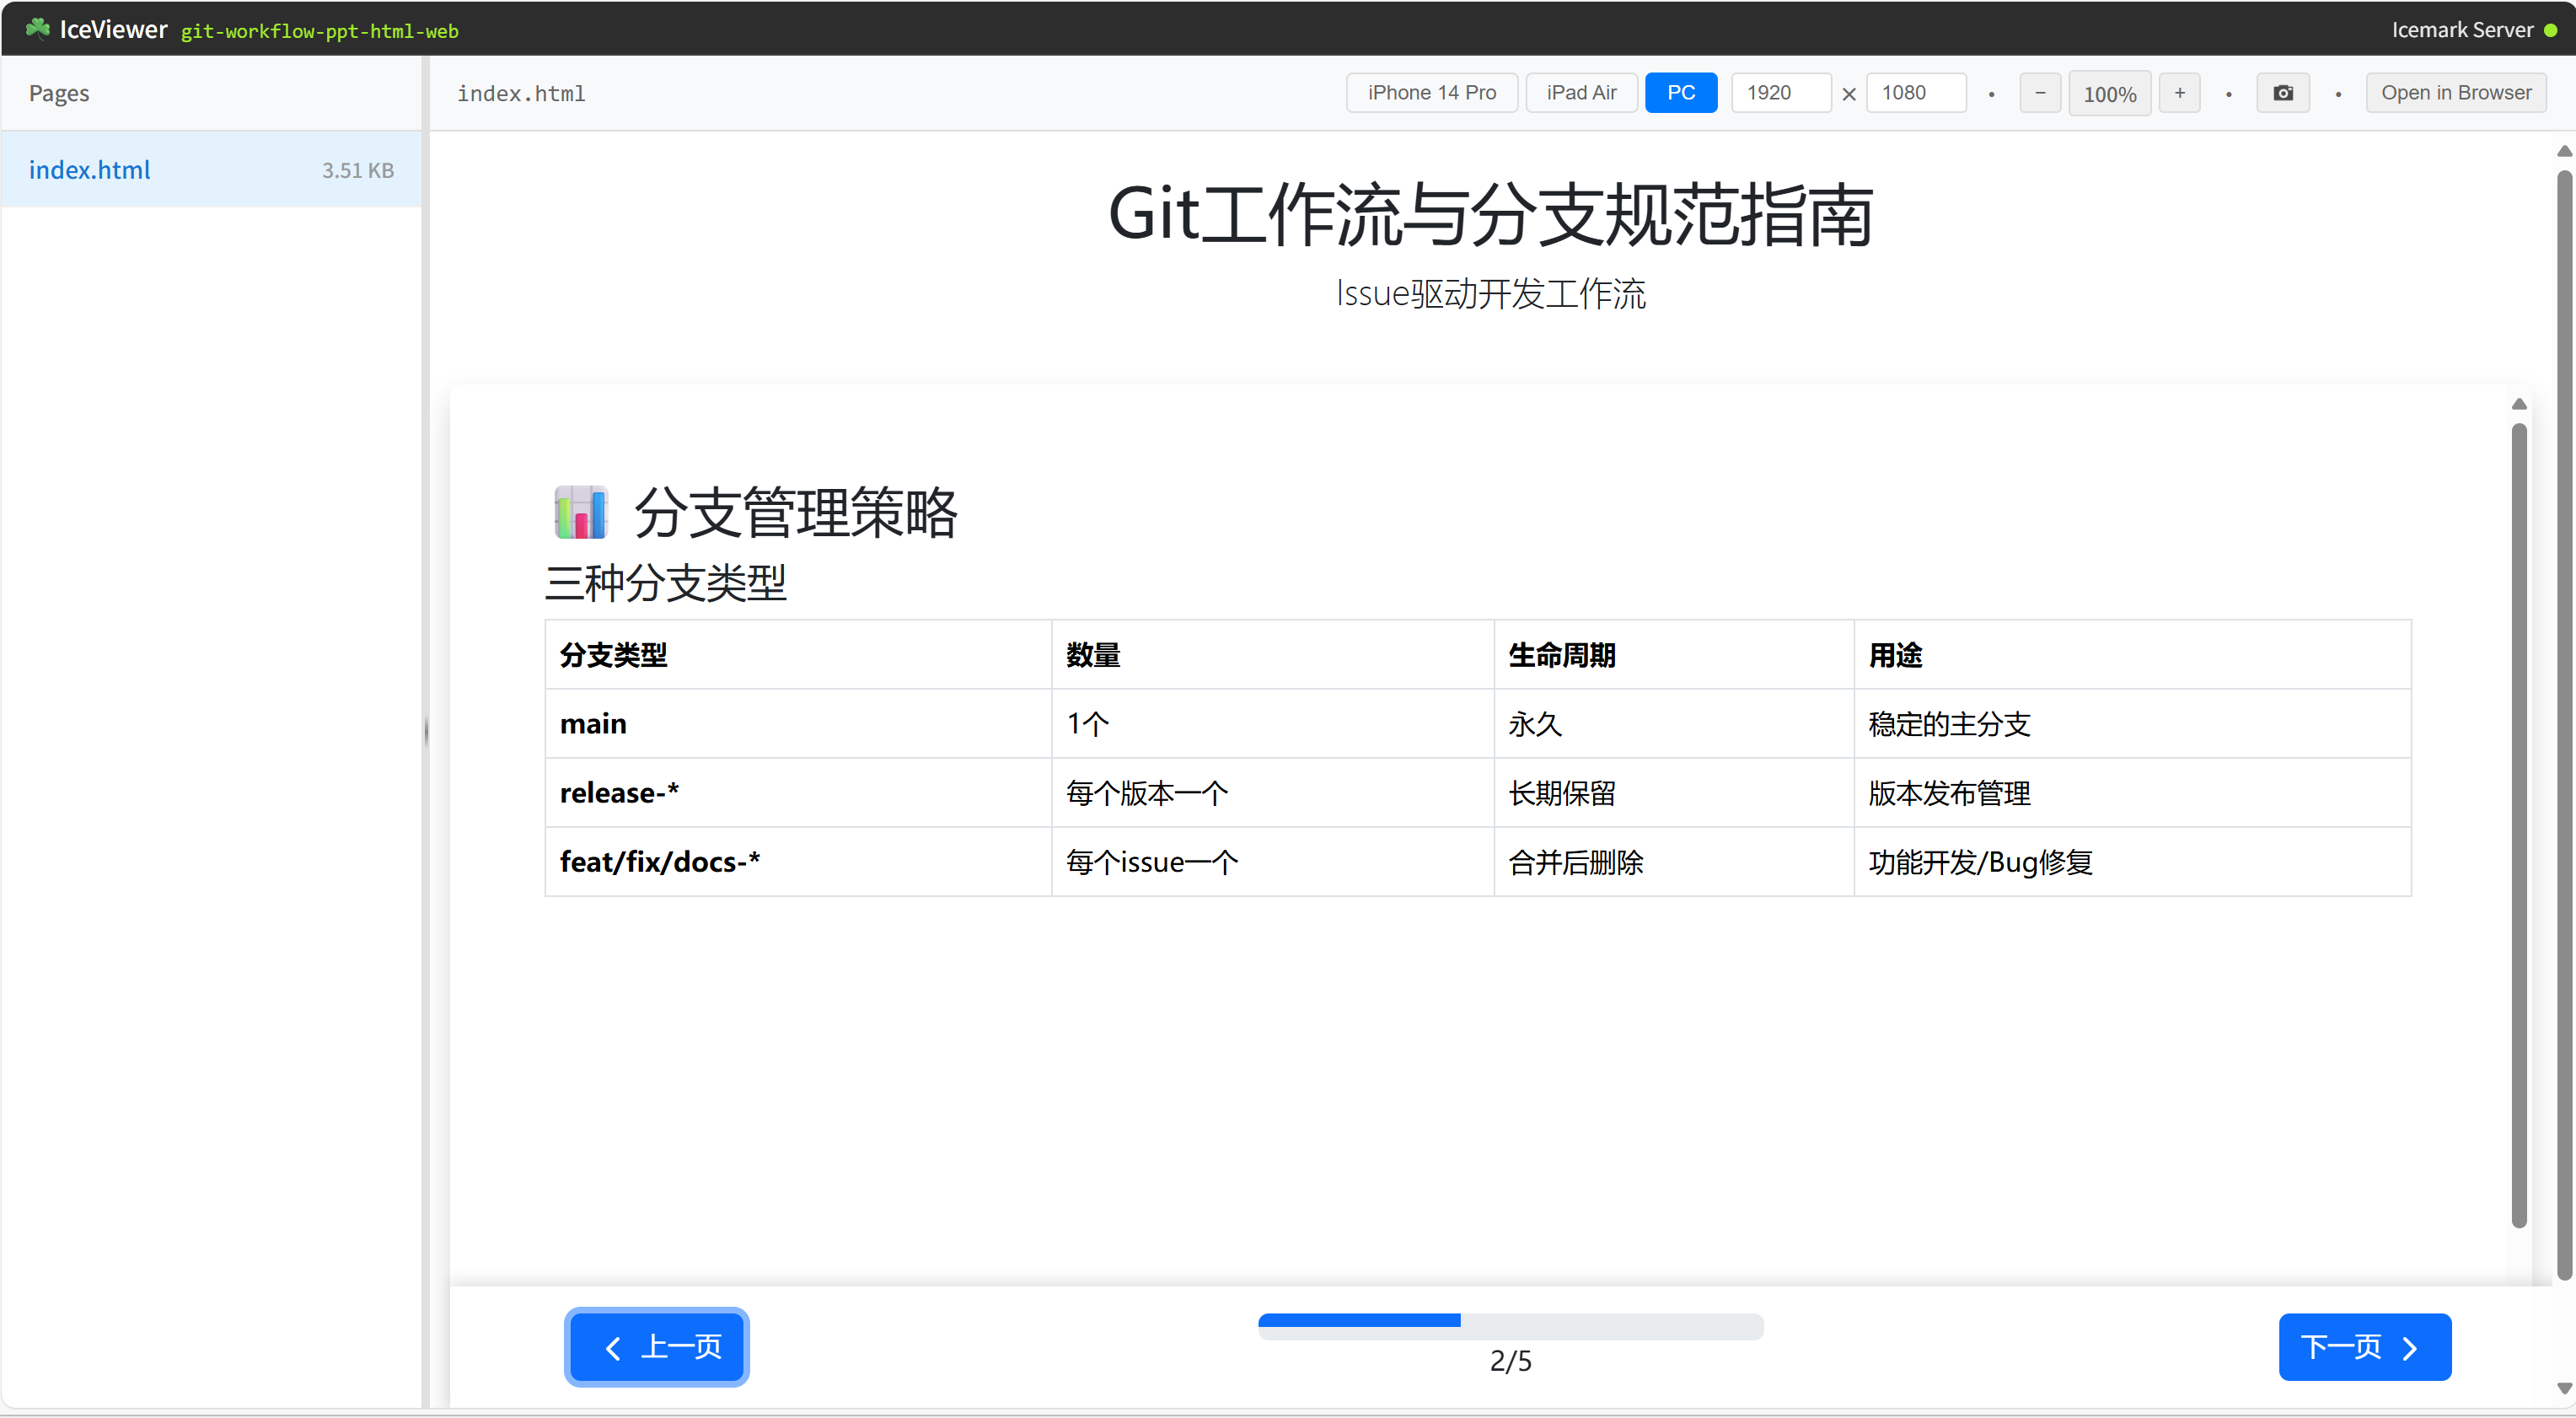 IceViewer git-workflow-ppt-html-web
Icemark Server
Pages
index.html
iPhone 14 Pro
iPad Air
PC
1920 × 1080
− 100% +
Open in Browser
index.html 3.51 KB
Git工作流与分支规范指南
Issue驱动开发工作流
分支管理策略
三种分支类型
分支类型 数量 生命周期 用途
main 1个 永久 稳定的主分支
release-* 每个版本一个 长期保留 版本发布管理
feat/fix/docs-* 每个issue一个 合并后删除 功能开发/Bug修复
上一页
2/5
下一页